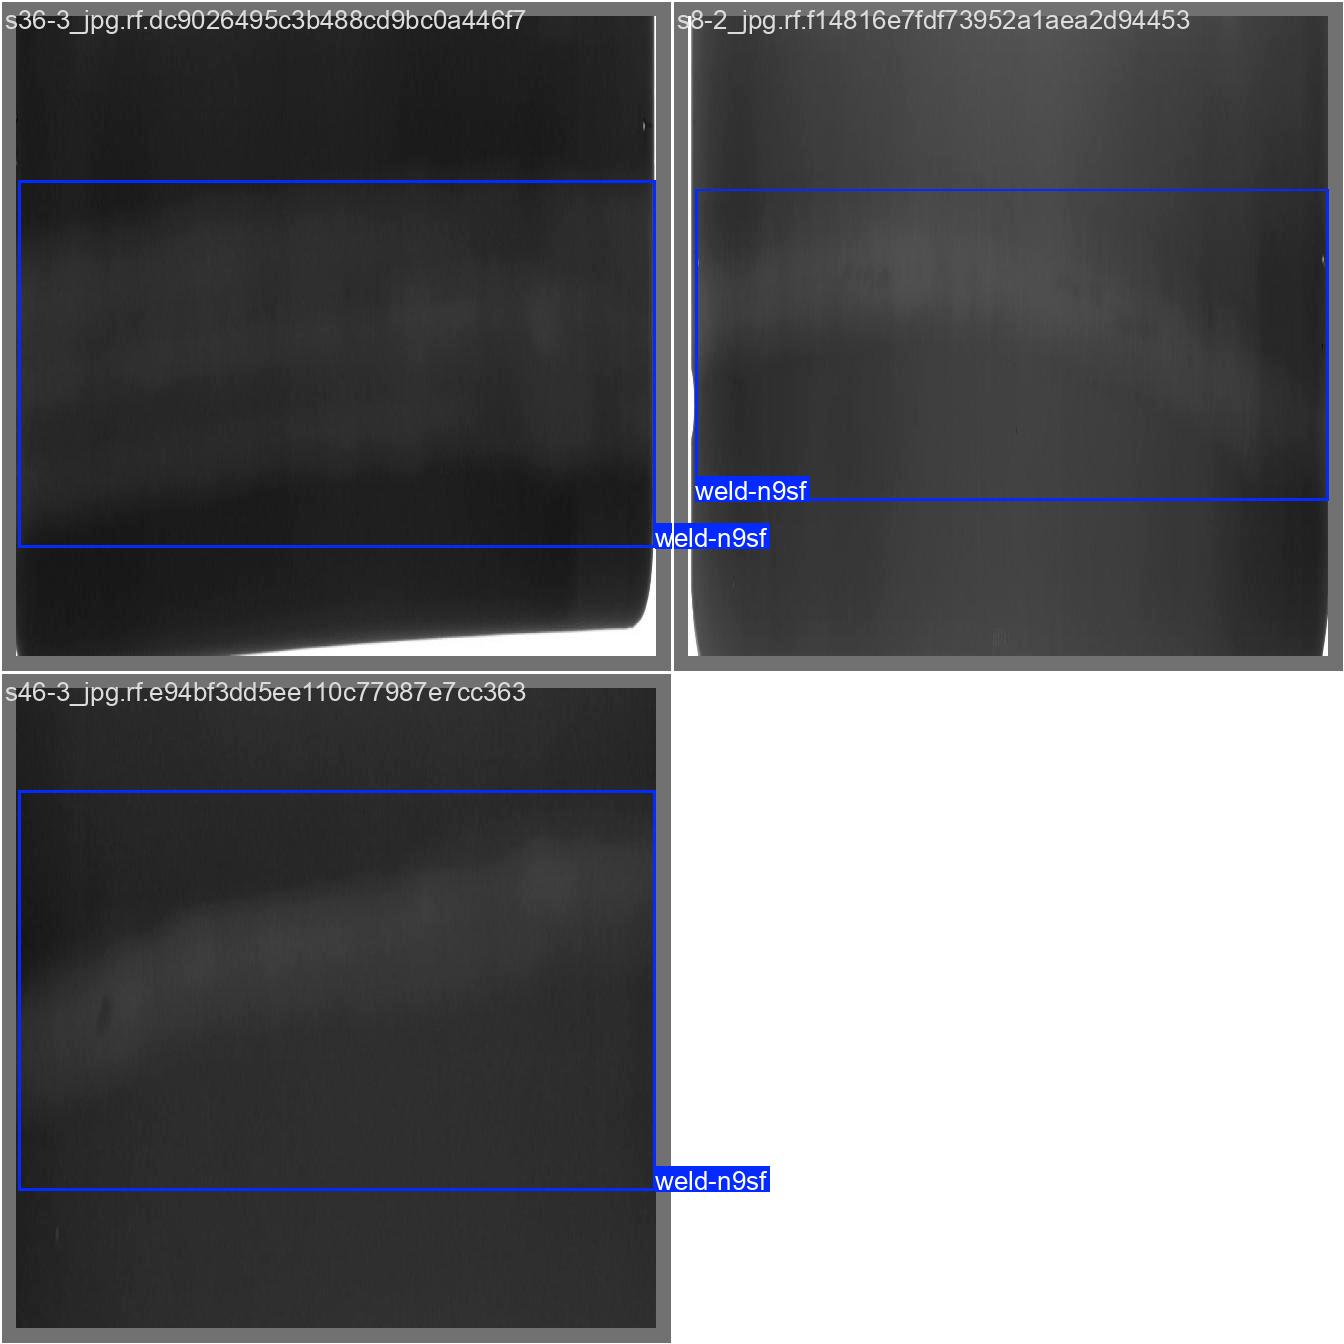 s36-3_jpg.rf.dc9026495c3b488cd9bc0a446f7
s8-2_jpg.rf.f14816e7fdf73952a1aea2d94453
weld-n9sf
weld-n9sf
s46-3_jpg.rf.e94bf3dd5ee110c77987e7cc363
weld-n9sf